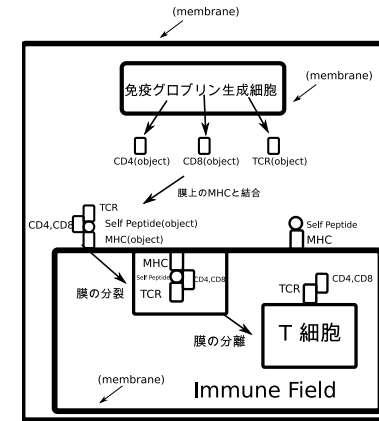 (membrane)
免疫グロブリン生成細胞
(membrane)
CD4(object)
CD8(object)
TCR(object)
膜上のMHCと結合
TCR
CD4,CD8
Self Peptide(object)
MHC(object)
Self Peptide
MHC
MHC
Self Peptide
CD4,CD8
TCR
膜の分裂
TCR
CD4,CD8
膜の分離
T 細胞
(membrane)
Immune Field